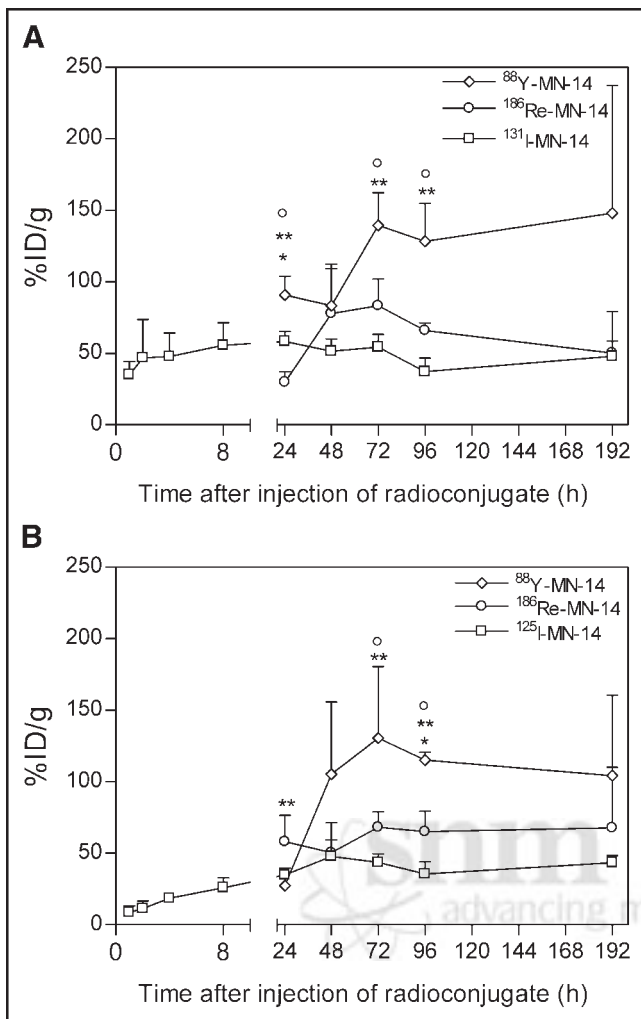 A
250
200
150
100
50
0
%ID/g
⁸⁸Y-MN-14
¹⁸⁶Re-MN-14
¹³¹I-MN-14
°
**
*
°
**
°
**
0 8 24 48 72 96 120 144 168 192
Time after injection of radioconjugate (h)
B
250
200
150
100
50
0
%ID/g
⁸⁸Y-MN-14
¹⁸⁶Re-MN-14
¹²⁵I-MN-14
**
°
**
°
**
*
snm
advancing m
0 8 24 48 72 96 120 144 168 192
Time after injection of radioconjugate (h)